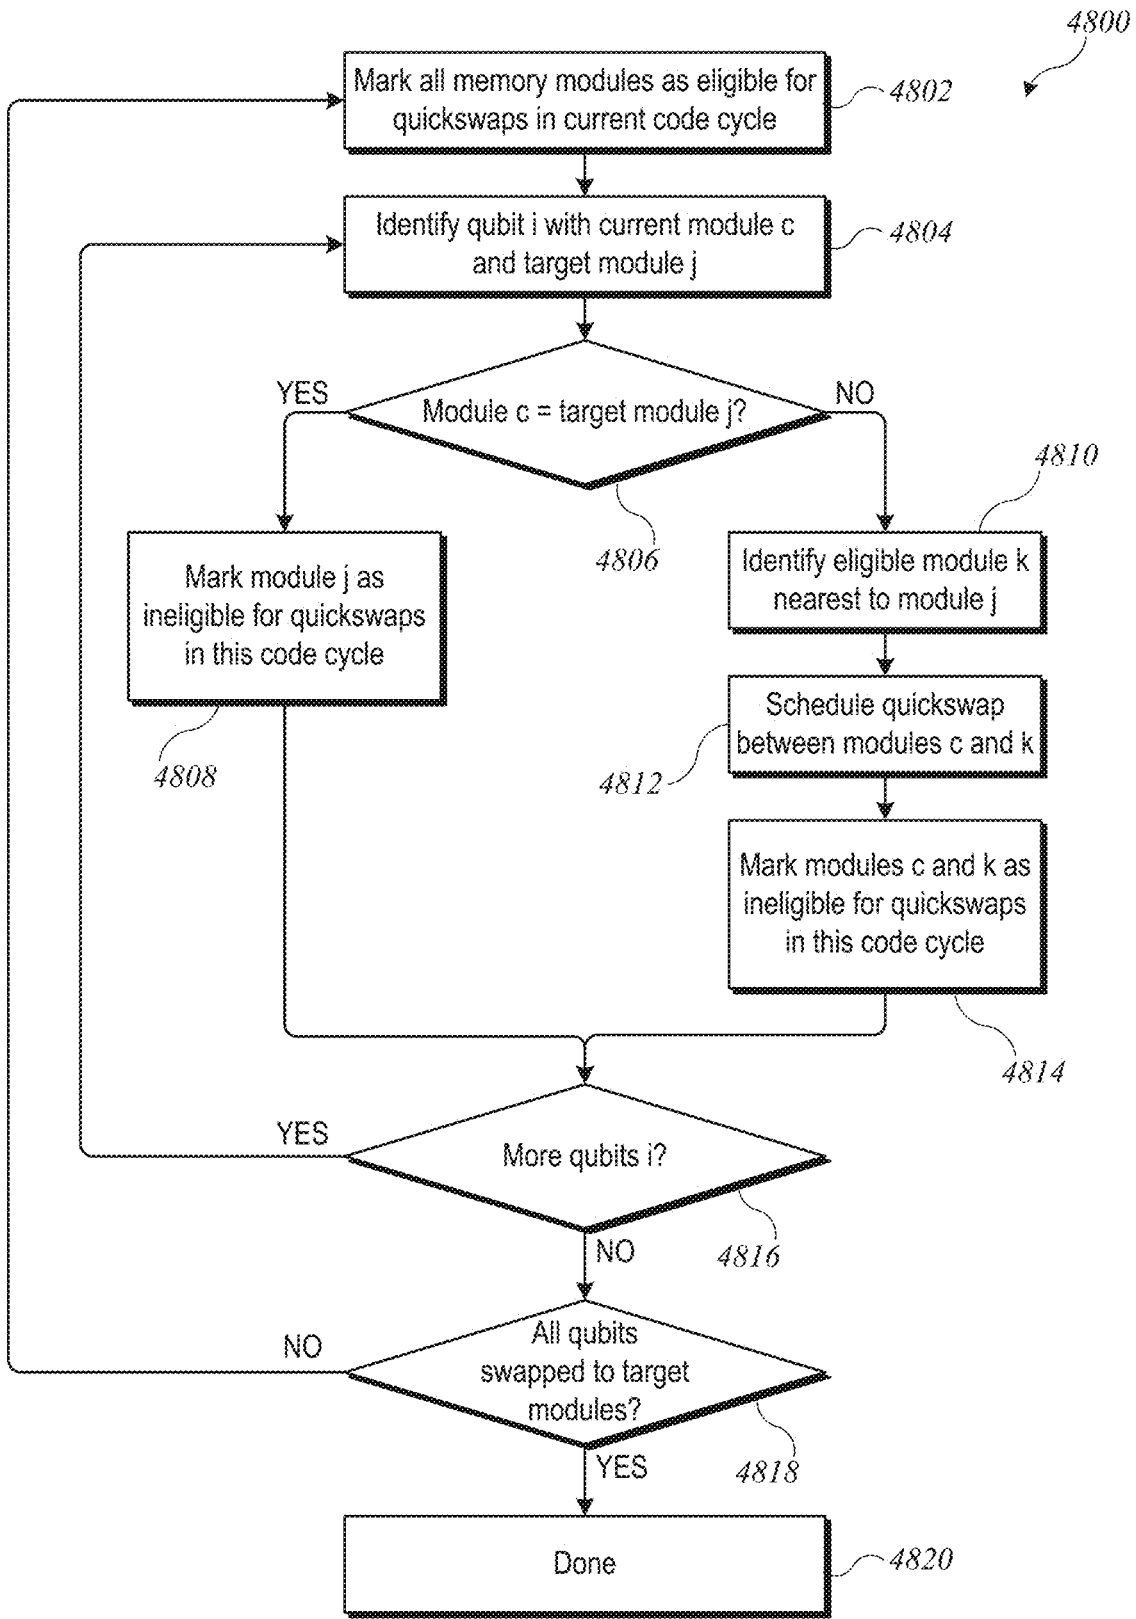 4800
Mark all memory modules as eligible for
quickswaps in current code cycle
4802
Identify qubit i with current module c
and target module j
4804
YES
NO
Module c = target module j?
4806
4810
Mark module j as
ineligible for quickswaps
in this code cycle
4808
Identify eligible module k
nearest to module j
Schedule quickswap
between modules c and k
4812
Mark modules c and k as
ineligible for quickswaps
in this code cycle
4814
YES
More qubits i?
4816
NO
NO
All qubits
swapped to target
modules?
4818
YES
Done
4820